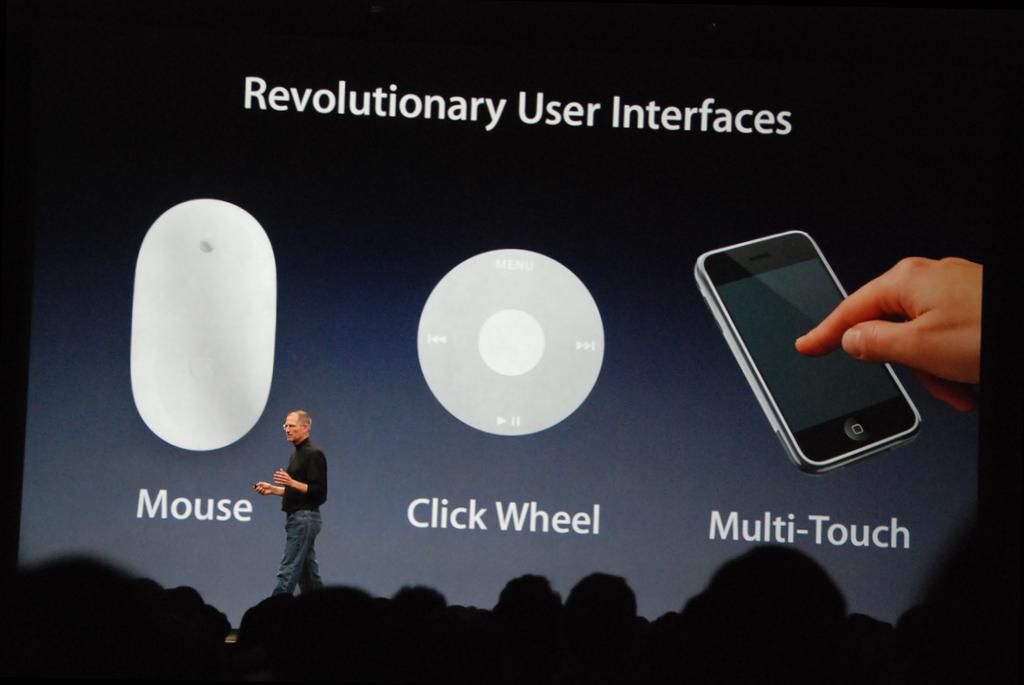 Revolutionary User Interfaces
MENU
Mouse
Click Wheel
Multi-Touch